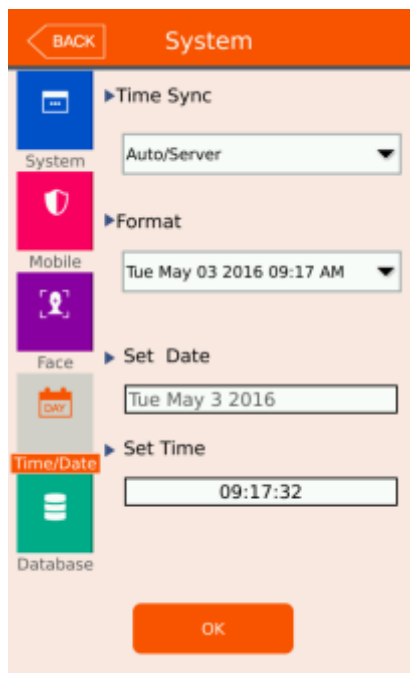 BACK System
Time Sync
Auto/Server
System
Format
Mobile
Tue May 03 2016 09:17 AM
Set Date
Face
Tue May 3 2016
DAY
Set Time
Time/Date
09:17:32
Database
OK